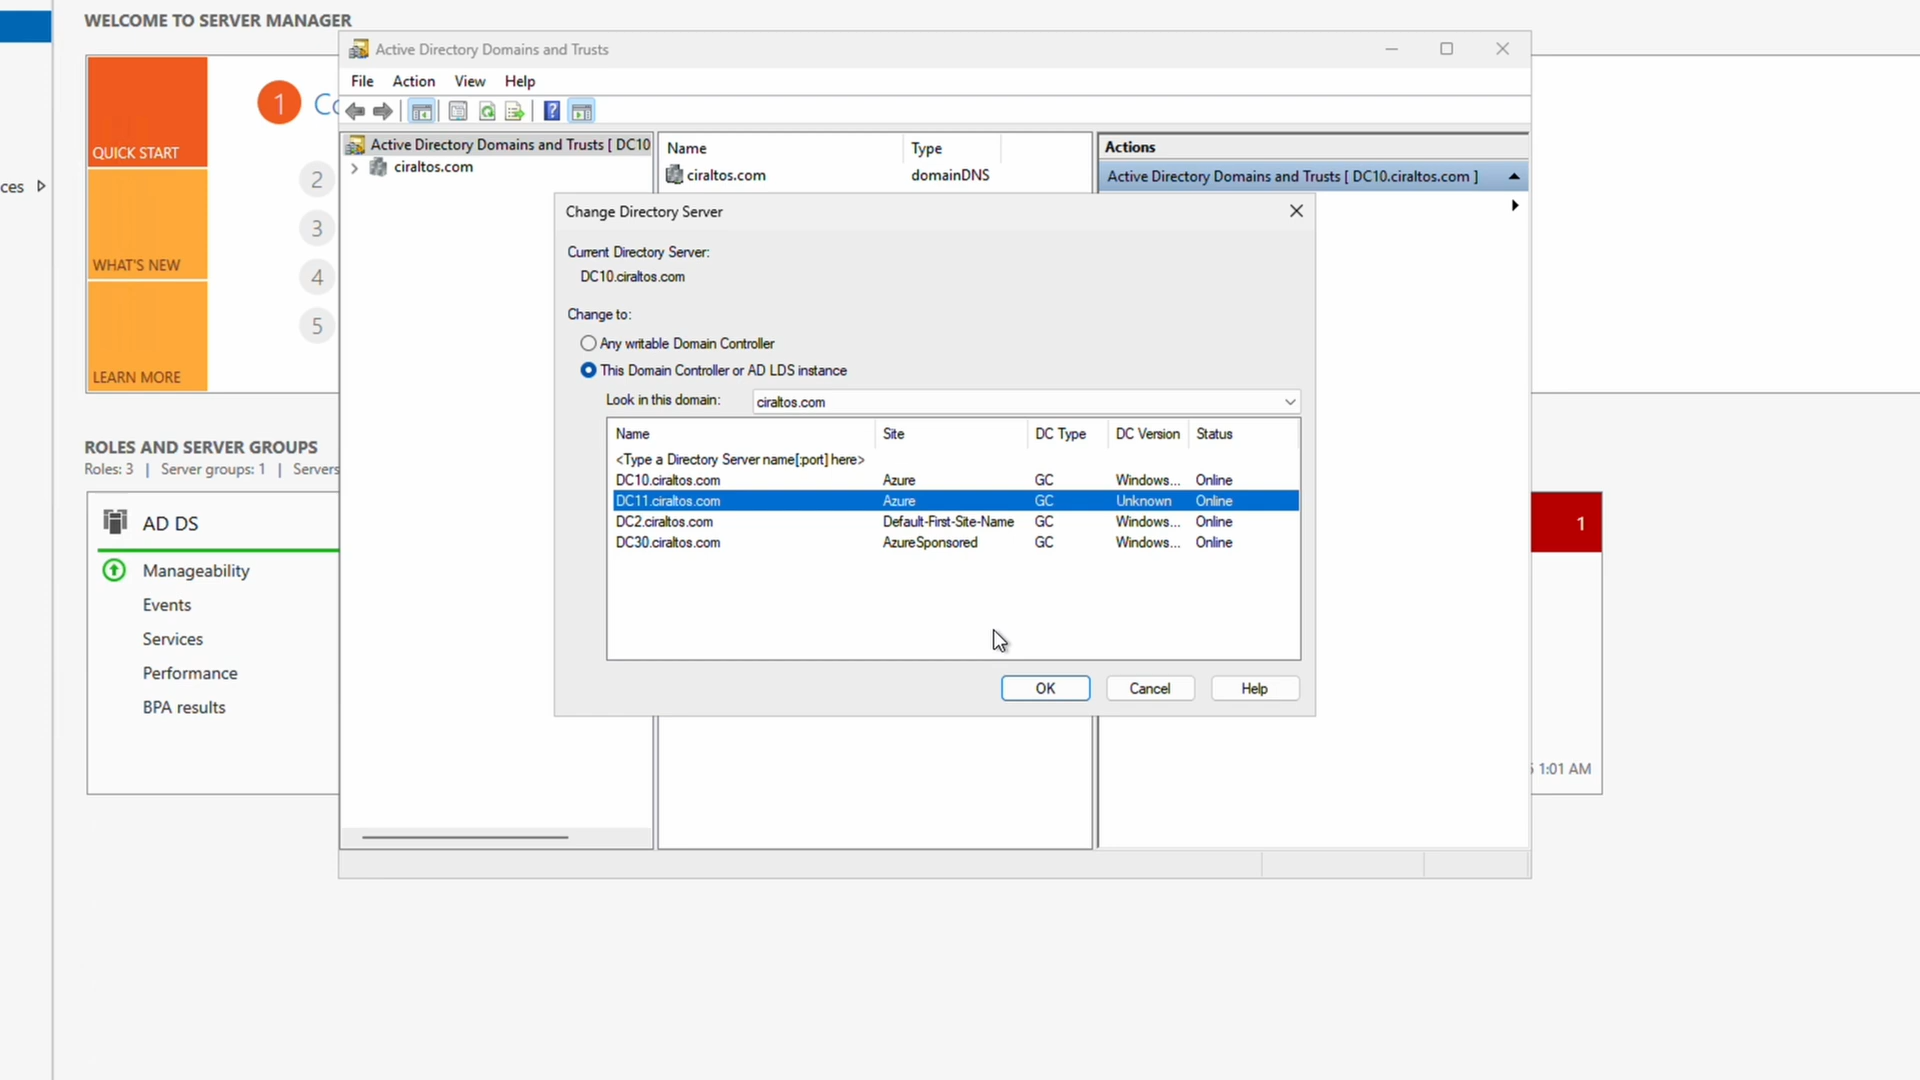 WELCOME TO SERVER MANAGER
QUICK START
WHAT'S NEW
LEARN MORE
1
2
3
4
5
ces
ROLES AND SERVER GROUPS
Roles: 3 | Server groups: 1 | Servers
AD DS
Manageability
Events
Services
Performance
BPA results
1
1:01 AM
Active Directory Domains and Trusts
File Action View Help
Active Directory Domains and Trusts [ DC10
ciraltos.com
Name Type
ciraltos.com domainDNS
Actions
Active Directory Domains and Trusts [ DC10.ciraltos.com ]
Change Directory Server
Current Directory Server:
DC10.ciraltos.com
Change to:
Any writable Domain Controller
This Domain Controller or AD LDS instance
Look in this domain: ciraltos.com
Name Site DC Type DC Version Status
<Type a Directory Server name[:port] here>
DC10.ciraltos.com Azure GC Windows... Online
DC11.ciraltos.com Azure GC Unknown Online
DC2.ciraltos.com Default-First-Site-Name GC Windows... Online
DC30.ciraltos.com AzureSponsored GC Windows... Online
OK Cancel Help